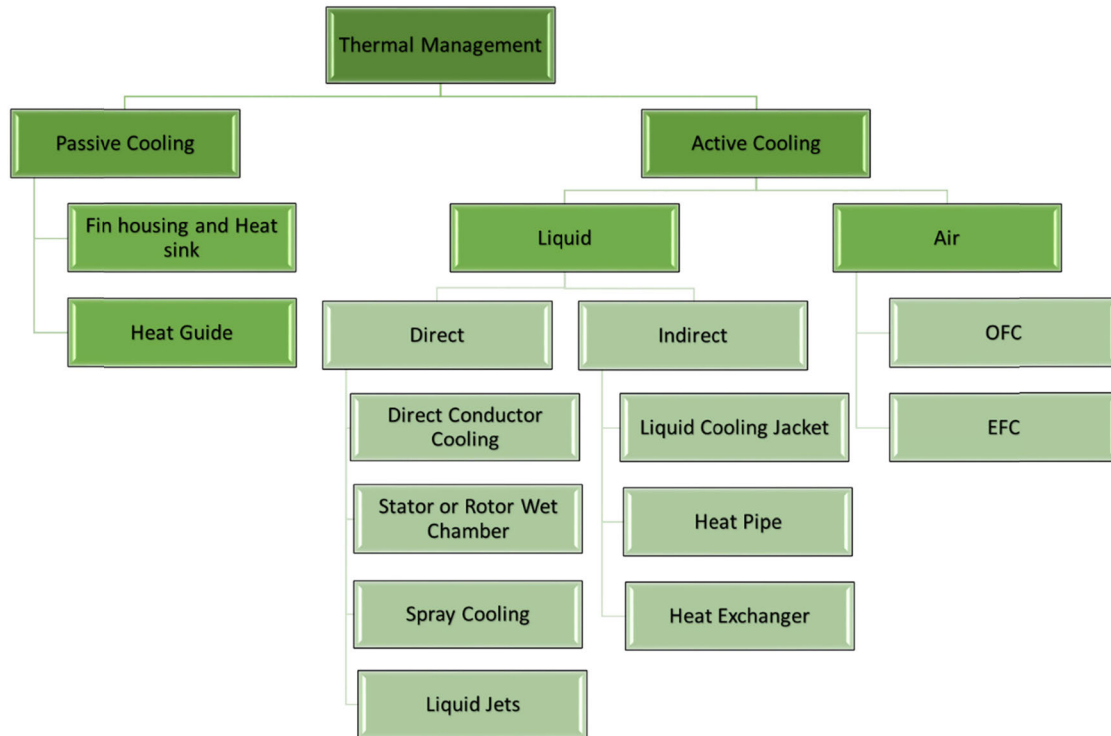 Thermal Management
Passive Cooling
Active Cooling
Fin housing and Heat
sink
Liquid
Air
Heat Guide
Direct
Indirect
OFC
Direct Conductor
Cooling
Liquid Cooling Jacket
EFC
Stator or Rotor Wet
Chamber
Heat Pipe
Spray Cooling
Heat Exchanger
Liquid Jets